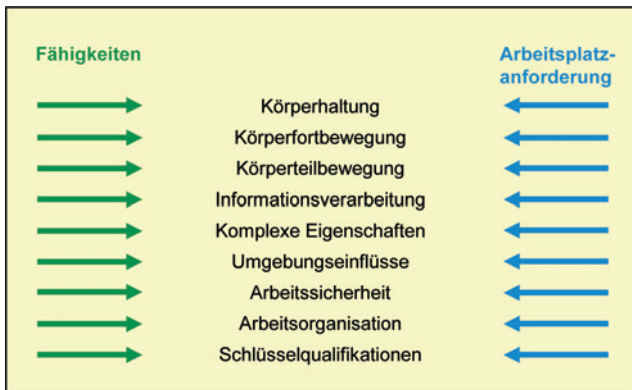 Fähigkeiten
Arbeitsplatz-
anforderung
Körperhaltung
Körperfortbewegung
Körperteilbewegung
Informationsverarbeitung
Komplexe Eigenschaften
Umgebungseinflüsse
Arbeitssicherheit
Arbeitsorganisation
Schlüsselqualifikationen